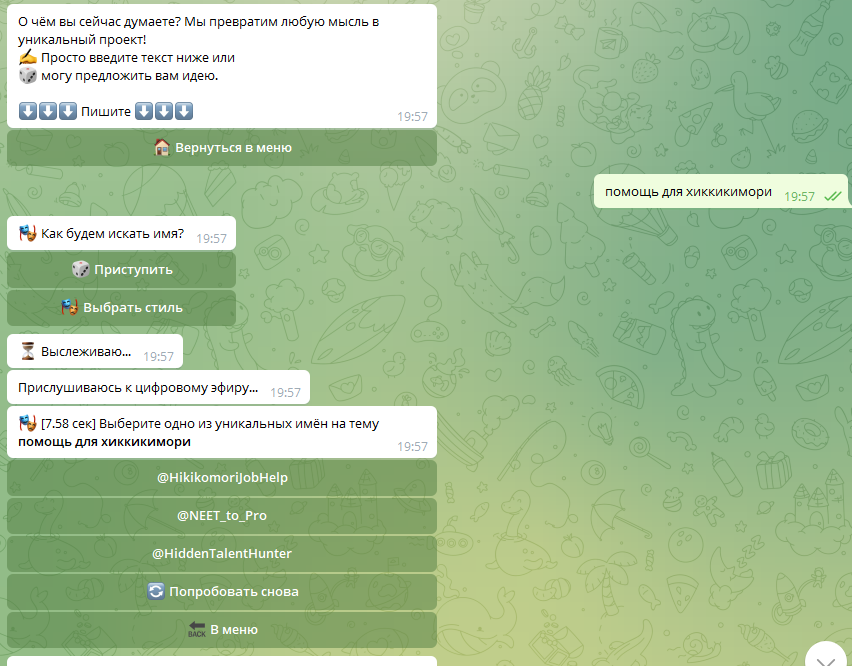 О чём вы сейчас думаете? Мы превратим любую мысль в
уникальный проект!
✍️ Просто введите текст ниже или
🎲 могу предложить вам идею.
⬇️⬇️⬇️ Пишите ⬇️⬇️⬇️
19:57
🏠 Вернуться в меню
помощь для хиккикимори 19:57
🎭 Как будем искать имя? 19:57
🎲 Приступить
🎭 Выбрать стиль
⏳ Выслеживаю... 19:57
Прислушиваюсь к цифровому эфиру... 19:57
🎭 [7.58 сек] Выберите одно из уникальных имён на тему
помощь для хиккикимори
19:57
@HikikomoriJobHelp
@NEET_to_Pro
@HiddenTalentHunter
🔄 Попробовать снова
🔙 В меню